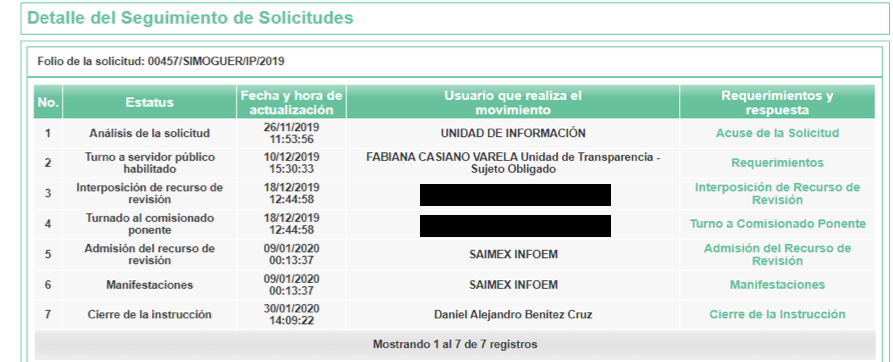 Detalle del Seguimiento de Solicitudes
Folio de la solicitud: 00457/SIMOGUER/IP/2019
No. Estatus Fecha y hora de actualización Usuario que realiza el movimiento Requerimientos y respuesta
1 Análisis de la solicitud 26/11/2019 11:53:56 UNIDAD DE INFORMACIÓN Acuse de la Solicitud
2 Turno a servidor público habilitado 10/12/2019 15:30:33 FABIANA CASIANO VARELA Unidad de Transparencia - Sujeto Obligado Requerimientos
3 Interposición de recurso de revisión 18/12/2019 12:44:58 Interposición de Recurso de Revisión
4 Turnado al comisionado ponente 18/12/2019 12:44:58 Turno a Comisionado Ponente
5 Admisión del recurso de revisión 09/01/2020 00:13:37 SAIMEX INFOEM Admisión del Recurso de Revisión
6 Manifestaciones 09/01/2020 00:13:37 SAIMEX INFOEM Manifestaciones
7 Cierre de la instrucción 30/01/2020 14:09:22 Daniel Alejandro Benítez Cruz Cierre de la Instrucción
Mostrando 1 al 7 de 7 registros